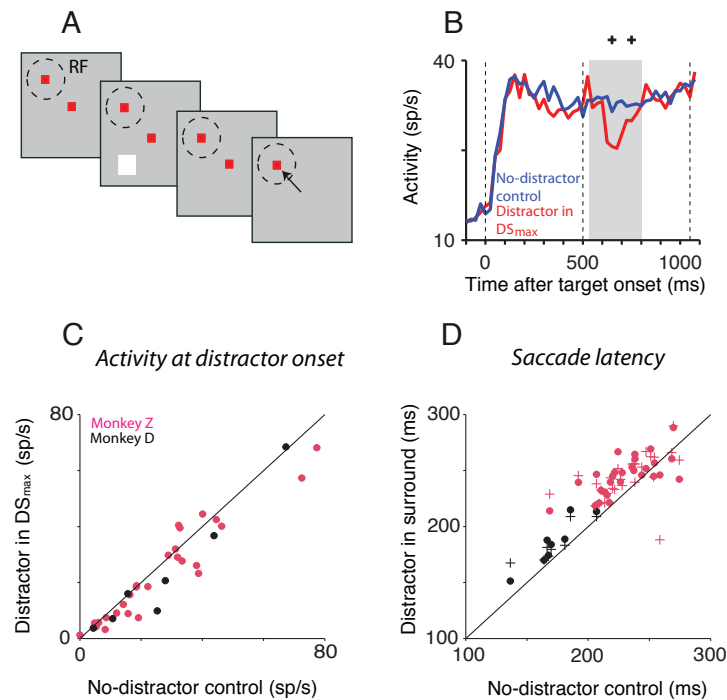 A
RF
B
40
Activity (sp/s)
10
No-distractor
control
Distractor in
DSmax
0
500
1000
Time after target onset (ms)
C
Activity at distractor onset
80
Monkey Z
Monkey D
Distractor in DSmax (sp/s)
0
0
80
No-distractor control (sp/s)
D
Saccade latency
300
Distractor in surround (ms)
200
100
100
200
300
No-distractor control (ms)